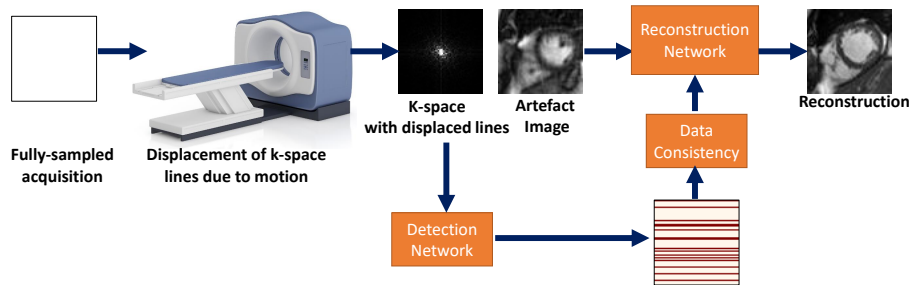 Fully-sampled
acquisition
Displacement of k-space
lines due to motion
K-space
with displaced lines
Artefact
Image
Reconstruction
Network
Reconstruction
Data
Consistency
Detection
Network